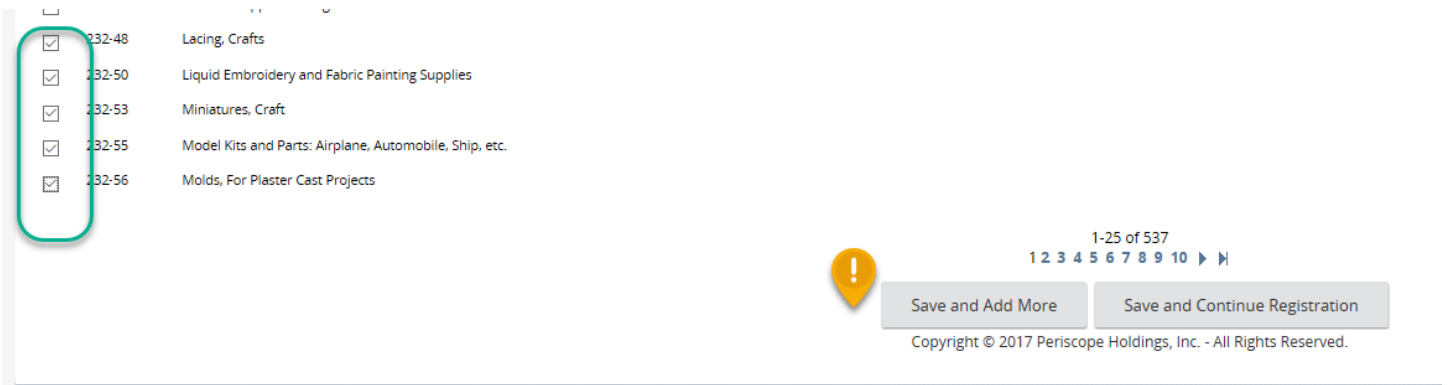 232-48 Lacing, Crafts
232-50 Liquid Embroidery and Fabric Painting Supplies
232-53 Miniatures, Craft
232-55 Model Kits and Parts: Airplane, Automobile, Ship, etc.
232-56 Molds, For Plaster Cast Projects
1-25 of 537
1 2 3 4 5 6 7 8 9 10
!
Save and Add More Save and Continue Registration
Copyright © 2017 Periscope Holdings, Inc. - All Rights Reserved.